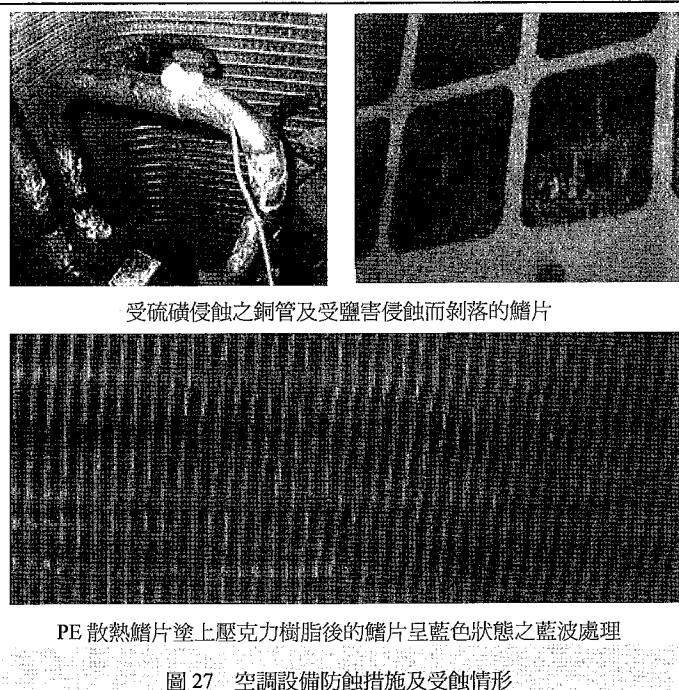 受硫磺侵蝕之銅管及受鹽害侵蝕而剝落的鰭片
PE 散熱鰭片塗上壓克力樹脂後的鰭片呈藍色狀態之藍波處理
圖 27 空調設備防蝕措施及受蝕情形